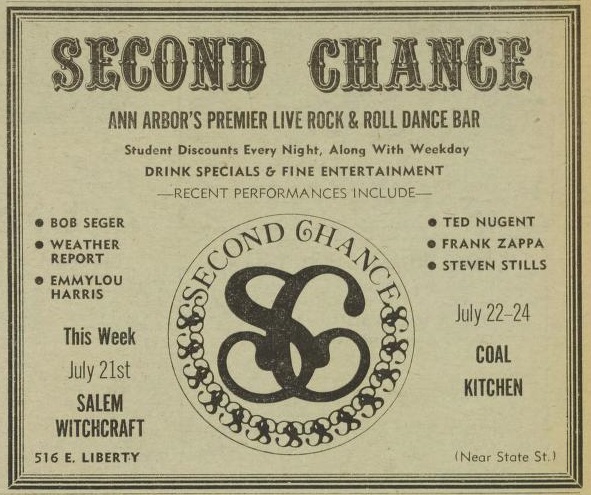 SECOND CHANCE
ANN ARBOR'S PREMIER LIVE ROCK & ROLL DANCE BAR
Student Discounts Every Night, Along With Weekday
DRINK SPECIALS & FINE ENTERTAINMENT
—RECENT PERFORMANCES INCLUDE—
● BOB SEGER
● WEATHER
REPORT
● EMMYLOU
HARRIS
This Week
July 21st
SALEM
WITCHCRAFT
516 E. LIBERTY
SECOND CHANCE
SC
● TED NUGENT
● FRANK ZAPPA
● STEVEN STILLS
July 22–24
COAL
KITCHEN
(Near State St.)